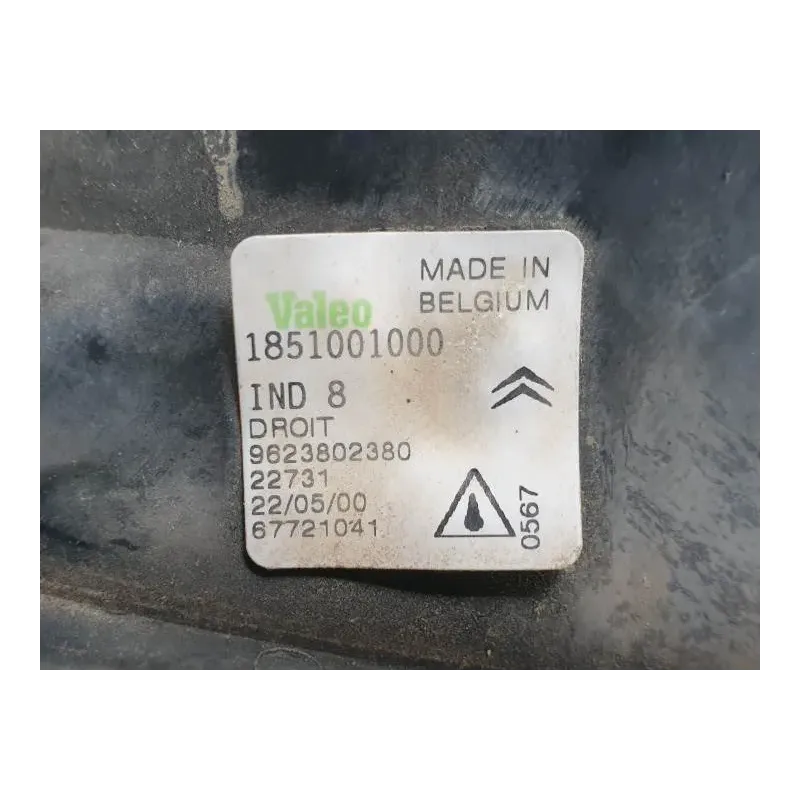 MADE IN
BELGIUM
Valeo
1851001000
IND 8
DROIT
9623802380
22731
22/05/00
67721041
0567